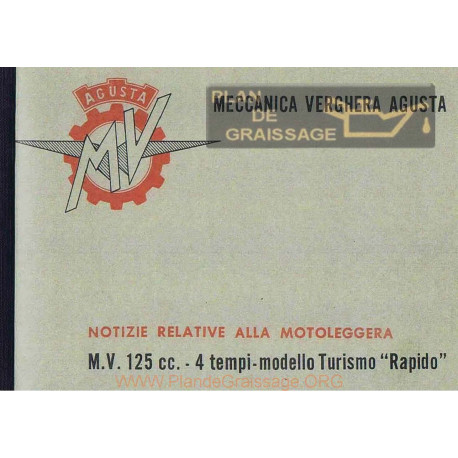 AGUSTA
MV
PLAN
DE
GRAISSAGE
MECCANICA VERGHERA AGUSTA
NOTIZIE RELATIVE ALLA MOTOLEGGERA
M.V. 125 cc. - 4 tempi-modello Turismo “Rapido”
www.PlandeGraissage.ORG